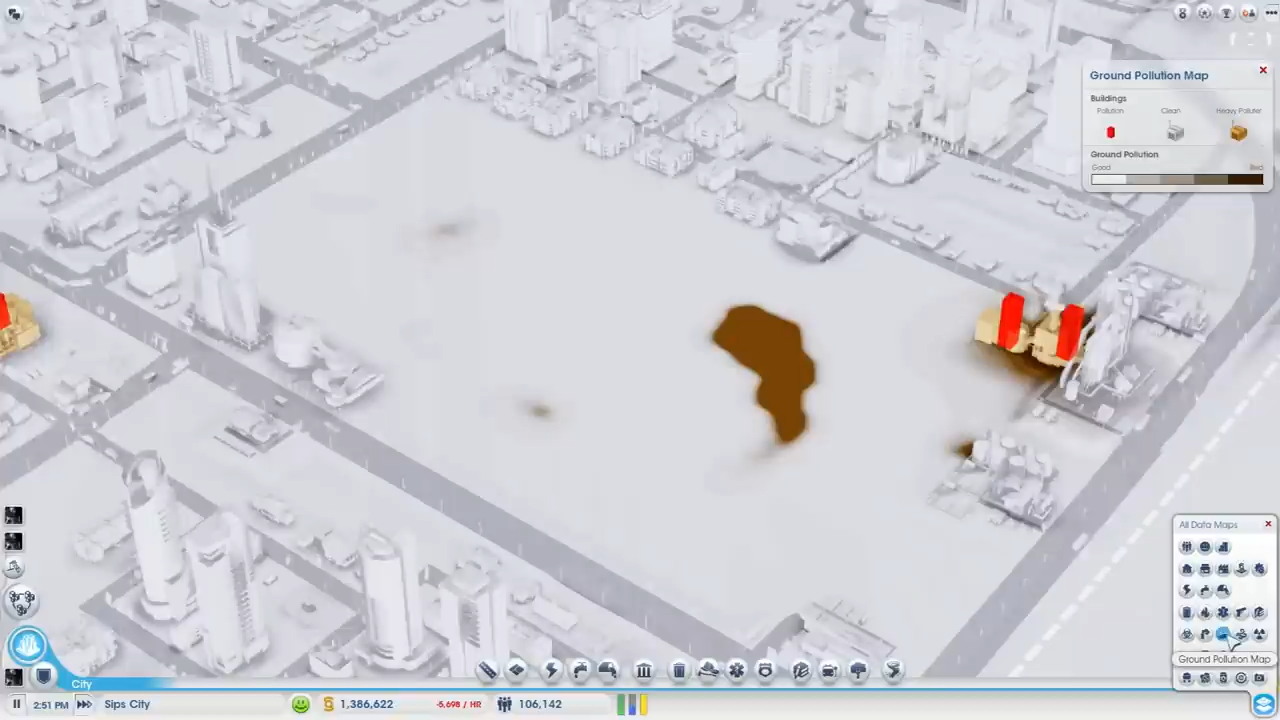 Ground Pollution Map
Buildings
Pollution Clean Heavy Polluter
Ground Pollution
Good Bad
All Data Maps
Ground Pollution Map
City
2:51 PM Sips City 1,386,622 -5,698 / HR 106,142